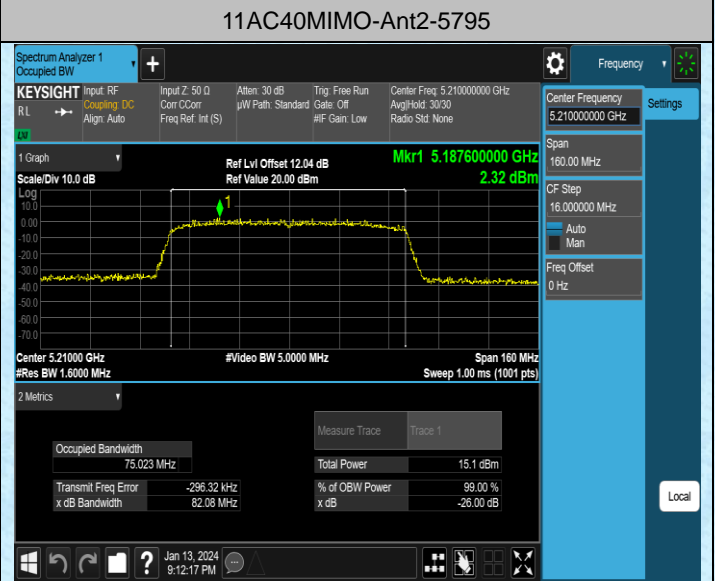 11AC40MIMO-Ant2-5795
Spectrum Analyzer 1
Occupied BW
Frequency
KEYSIGHT
Input: RF
Input Z: 50 Ω
Atten: 30 dB
Trig: Free Run
Center Freq: 5.210000000 GHz
RL
Coupling: DC
Corr CCorr
µW Path: Standard
Gate: Off
Avg|Hold: 30/30
Align: Auto
Freq Ref: Int (S)
#IF Gain: Low
Radio Std: None
Center Frequency
5.210000000 GHz
Settings
Span
160.00 MHz
CF Step
16.000000 MHz
Auto
Man
Freq Offset
0 Hz
1 Graph
Ref Lvl Offset 12.04 dB
Mkr1 5.187600000 GHz
Scale/Div 10.0 dB
Ref Value 20.00 dBm
2.32 dBm
Log
10.0
1
0.00
-10.0
-20.0
-30.0
-40.0
-50.0
-60.0
-70.0
Center 5.21000 GHz
#Video BW 5.0000 MHz
Span 160 MHz
#Res BW 1.6000 MHz
Sweep 1.00 ms (1001 pts)
2 Metrics
Measure Trace
Trace 1
Occupied Bandwidth
75.023 MHz
Total Power
15.1 dBm
Transmit Freq Error
-296.32 kHz
% of OBW Power
99.00 %
x dB Bandwidth
82.08 MHz
x dB
-26.00 dB
Local
?
Jan 13, 2024
9:12:17 PM